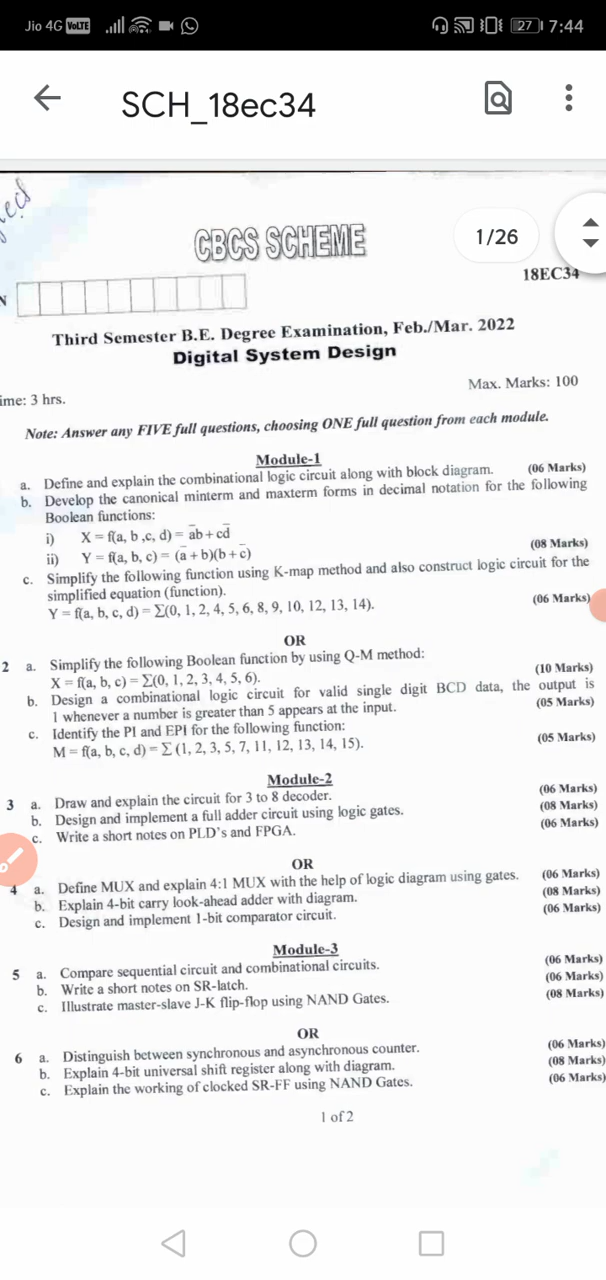 Jio 4G VoLTE 27 7:44
SCH_18ec34
CBCS SCHEME
1/26
18EC34
N
Third Semester B.E. Degree Examination, Feb./Mar. 2022
Digital System Design
ime: 3 hrs.
Max. Marks: 100
Note: Answer any FIVE full questions, choosing ONE full question from each module.
Module-1
a. Define and explain the combinational logic circuit along with block diagram. (06 Marks)
b. Develop the canonical minterm and maxterm forms in decimal notation for the following
Boolean functions:
i) X = f(a, b ,c, d) = a̅b + cd̅
ii) Y = f(a, b, c) = (a̅ + b)(b + c̅) (08 Marks)
c. Simplify the following function using K-map method and also construct logic circuit for the
simplified equation (function).
Y = f(a, b, c, d) = Σ(0, 1, 2, 4, 5, 6, 8, 9, 10, 12, 13, 14). (06 Marks)
OR
2 a. Simplify the following Boolean function by using Q-M method:
X = f(a, b, c) = Σ(0, 1, 2, 3, 4, 5, 6). (10 Marks)
b. Design a combinational logic circuit for valid single digit BCD data, the output is
1 whenever a number is greater than 5 appears at the input. (05 Marks)
c. Identify the PI and EPI for the following function:
M = f(a, b, c, d) = Σ (1, 2, 3, 5, 7, 11, 12, 13, 14, 15). (05 Marks)
Module-2
3 a. Draw and explain the circuit for 3 to 8 decoder. (06 Marks)
b. Design and implement a full adder circuit using logic gates. (08 Marks)
c. Write a short notes on PLD's and FPGA. (06 Marks)
OR
4 a. Define MUX and explain 4:1 MUX with the help of logic diagram using gates. (06 Marks)
b. Explain 4-bit carry look-ahead adder with diagram. (08 Marks)
c. Design and implement 1-bit comparator circuit. (06 Marks)
Module-3
5 a. Compare sequential circuit and combinational circuits. (06 Marks)
b. Write a short notes on SR-latch. (06 Marks)
c. Illustrate master-slave J-K flip-flop using NAND Gates. (08 Marks)
OR
6 a. Distinguish between synchronous and asynchronous counter. (06 Marks)
b. Explain 4-bit universal shift register along with diagram. (08 Marks)
c. Explain the working of clocked SR-FF using NAND Gates. (06 Marks)
1 of 2